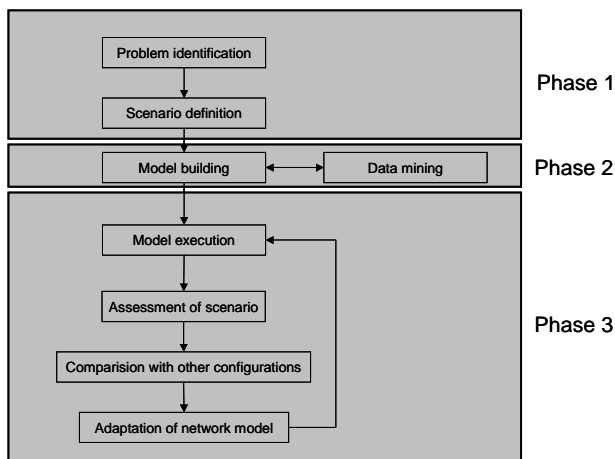 Problem identification
Phase 1
Scenario definition
Model building
Data mining
Phase 2
Model execution
Assessment of scenario
Phase 3
Comparision with other configurations
Adaptation of network model